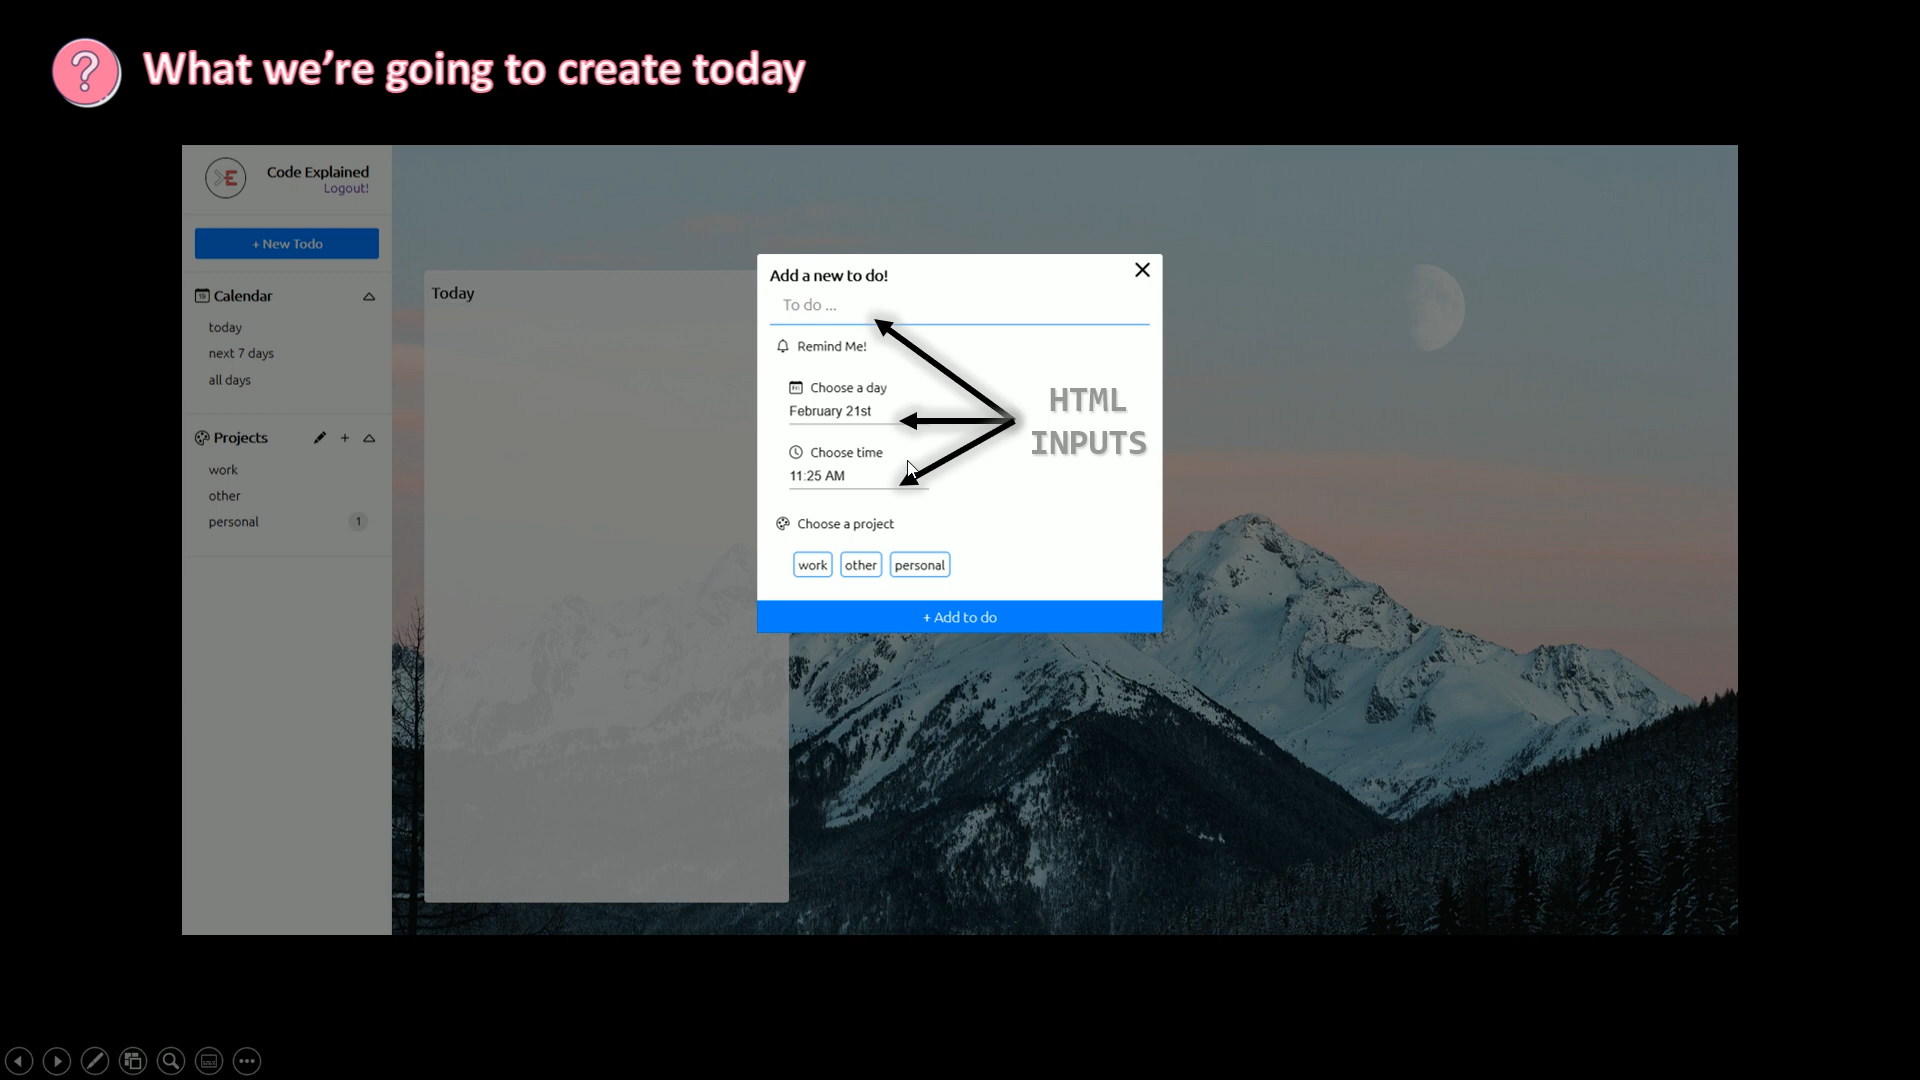 What we're going to create today
Code Explained
Logout!
+ New Todo
Calendar
today
next 7 days
all days
Projects
work
other
personal 1
Today
Add a new to do!
To do ...
Remind Me!
Choose a day
February 21st
Choose time
11:25 AM
Choose a project
work other personal
+ Add to do
HTML
INPUTS